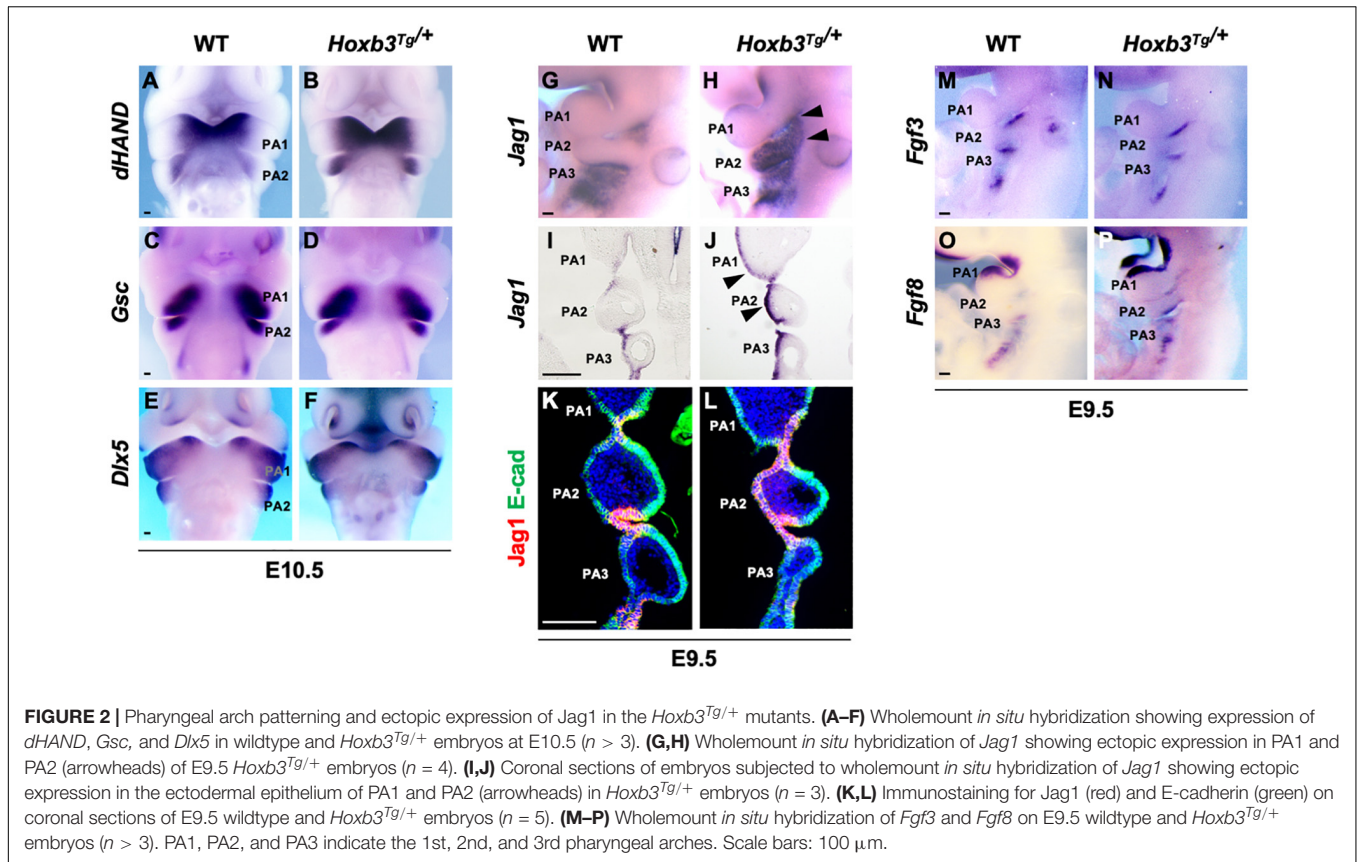 WT Hoxb3Tg/+ WT Hoxb3Tg/+ WT Hoxb3Tg/+
dHAND A B PA1 PA2
Gsc C D PA1 PA2
Dlx5 E F PA1 PA2
E10.5
Jag1 G PA1 PA2 PA3 H PA1 PA2 PA3
Jag1 I PA1 PA2 PA3 J PA1 PA2 PA3
Jag1 E-cad K PA1 PA2 PA3 L PA1 PA2 PA3
E9.5
Fgf3 M PA1 PA2 PA3 N PA1 PA2 PA3
Fgf8 O PA1 PA2 PA3 P PA1 PA2 PA3
E9.5
FIGURE 2 | Pharyngeal arch patterning and ectopic expression of Jag1 in the Hoxb3Tg/+ mutants. (A–F) Wholemount in situ hybridization showing expression of
dHAND, Gsc, and Dlx5 in wildtype and Hoxb3Tg/+ embryos at E10.5 (n > 3). (G,H) Wholemount in situ hybridization of Jag1 showing ectopic expression in PA1 and
PA2 (arrowheads) of E9.5 Hoxb3Tg/+ embryos (n = 4). (I,J) Coronal sections of embryos subjected to wholemount in situ hybridization of Jag1 showing ectopic
expression in the ectodermal epithelium of PA1 and PA2 (arrowheads) in Hoxb3Tg/+ embryos (n = 3). (K,L) Immunostaining for Jag1 (red) and E-cadherin (green) on
coronal sections of E9.5 wildtype and Hoxb3Tg/+ embryos (n = 5). (M–P) Wholemount in situ hybridization of Fgf3 and Fgf8 on E9.5 wildtype and Hoxb3Tg/+
embryos (n > 3). PA1, PA2, and PA3 indicate the 1st, 2nd, and 3rd pharyngeal arches. Scale bars: 100 μm.